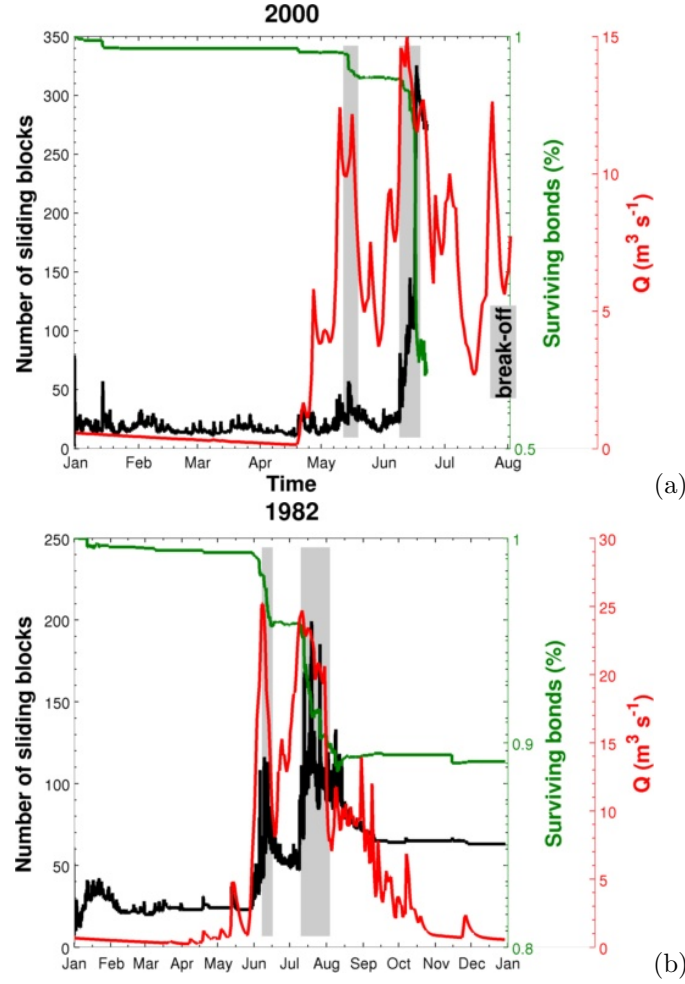 2000
350
300
250
200
150
100
50
0
Number of sliding blocks
Jan Feb Mar Apr May Jun Jul Aug
Time
1
0.5
Surviving bonds (%)
15
10
5
0
Q (m³ s⁻¹)
break-off
(a)
1982
250
200
150
100
50
0
Number of sliding blocks
Jan Feb Mar Apr May Jun Jul Aug Sep Oct Nov Dec Jan
1
0.9
0.8
Surviving bonds (%)
30
25
20
15
10
5
0
Q (m³ s⁻¹)
(b)